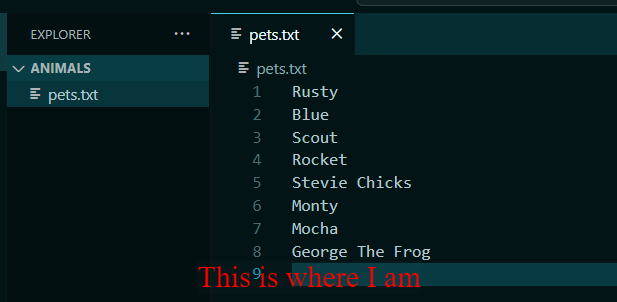 EXPLORER ...
pets.txt ×
ANIMALS
pets.txt
pets.txt
1 Rusty
2 Blue
3 Scout
4 Rocket
5 Stevie Chicks
6 Monty
7 Mocha
8 George The Frog
9
This is where I am